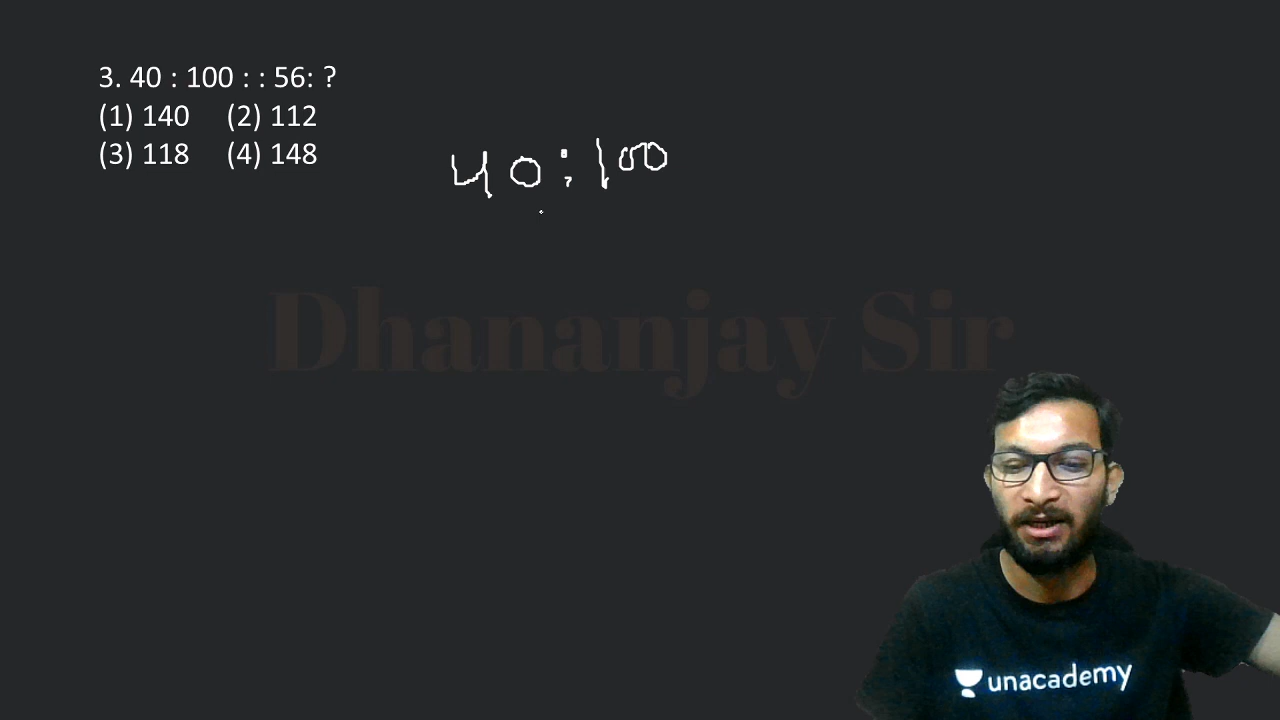 3. 40 : 100 : : 56: ?
(1) 140 (2) 112
(3) 118 (4) 148
40:100
Dhananjay Sir
unacademy